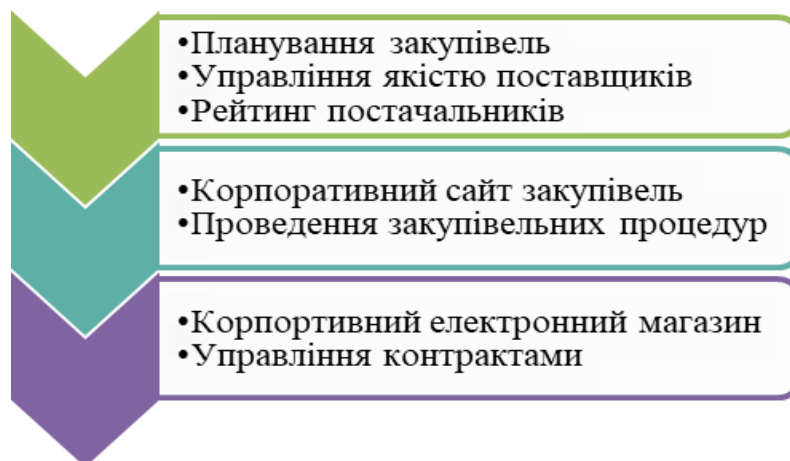 •Планування закупівель
•Управління якістю поставщиків
•Рейтинг постачальників
•Корпоративний сайт закупівель
•Проведення закупівельних процедур
•Корпортивний електронний магазин
•Управління контрактами